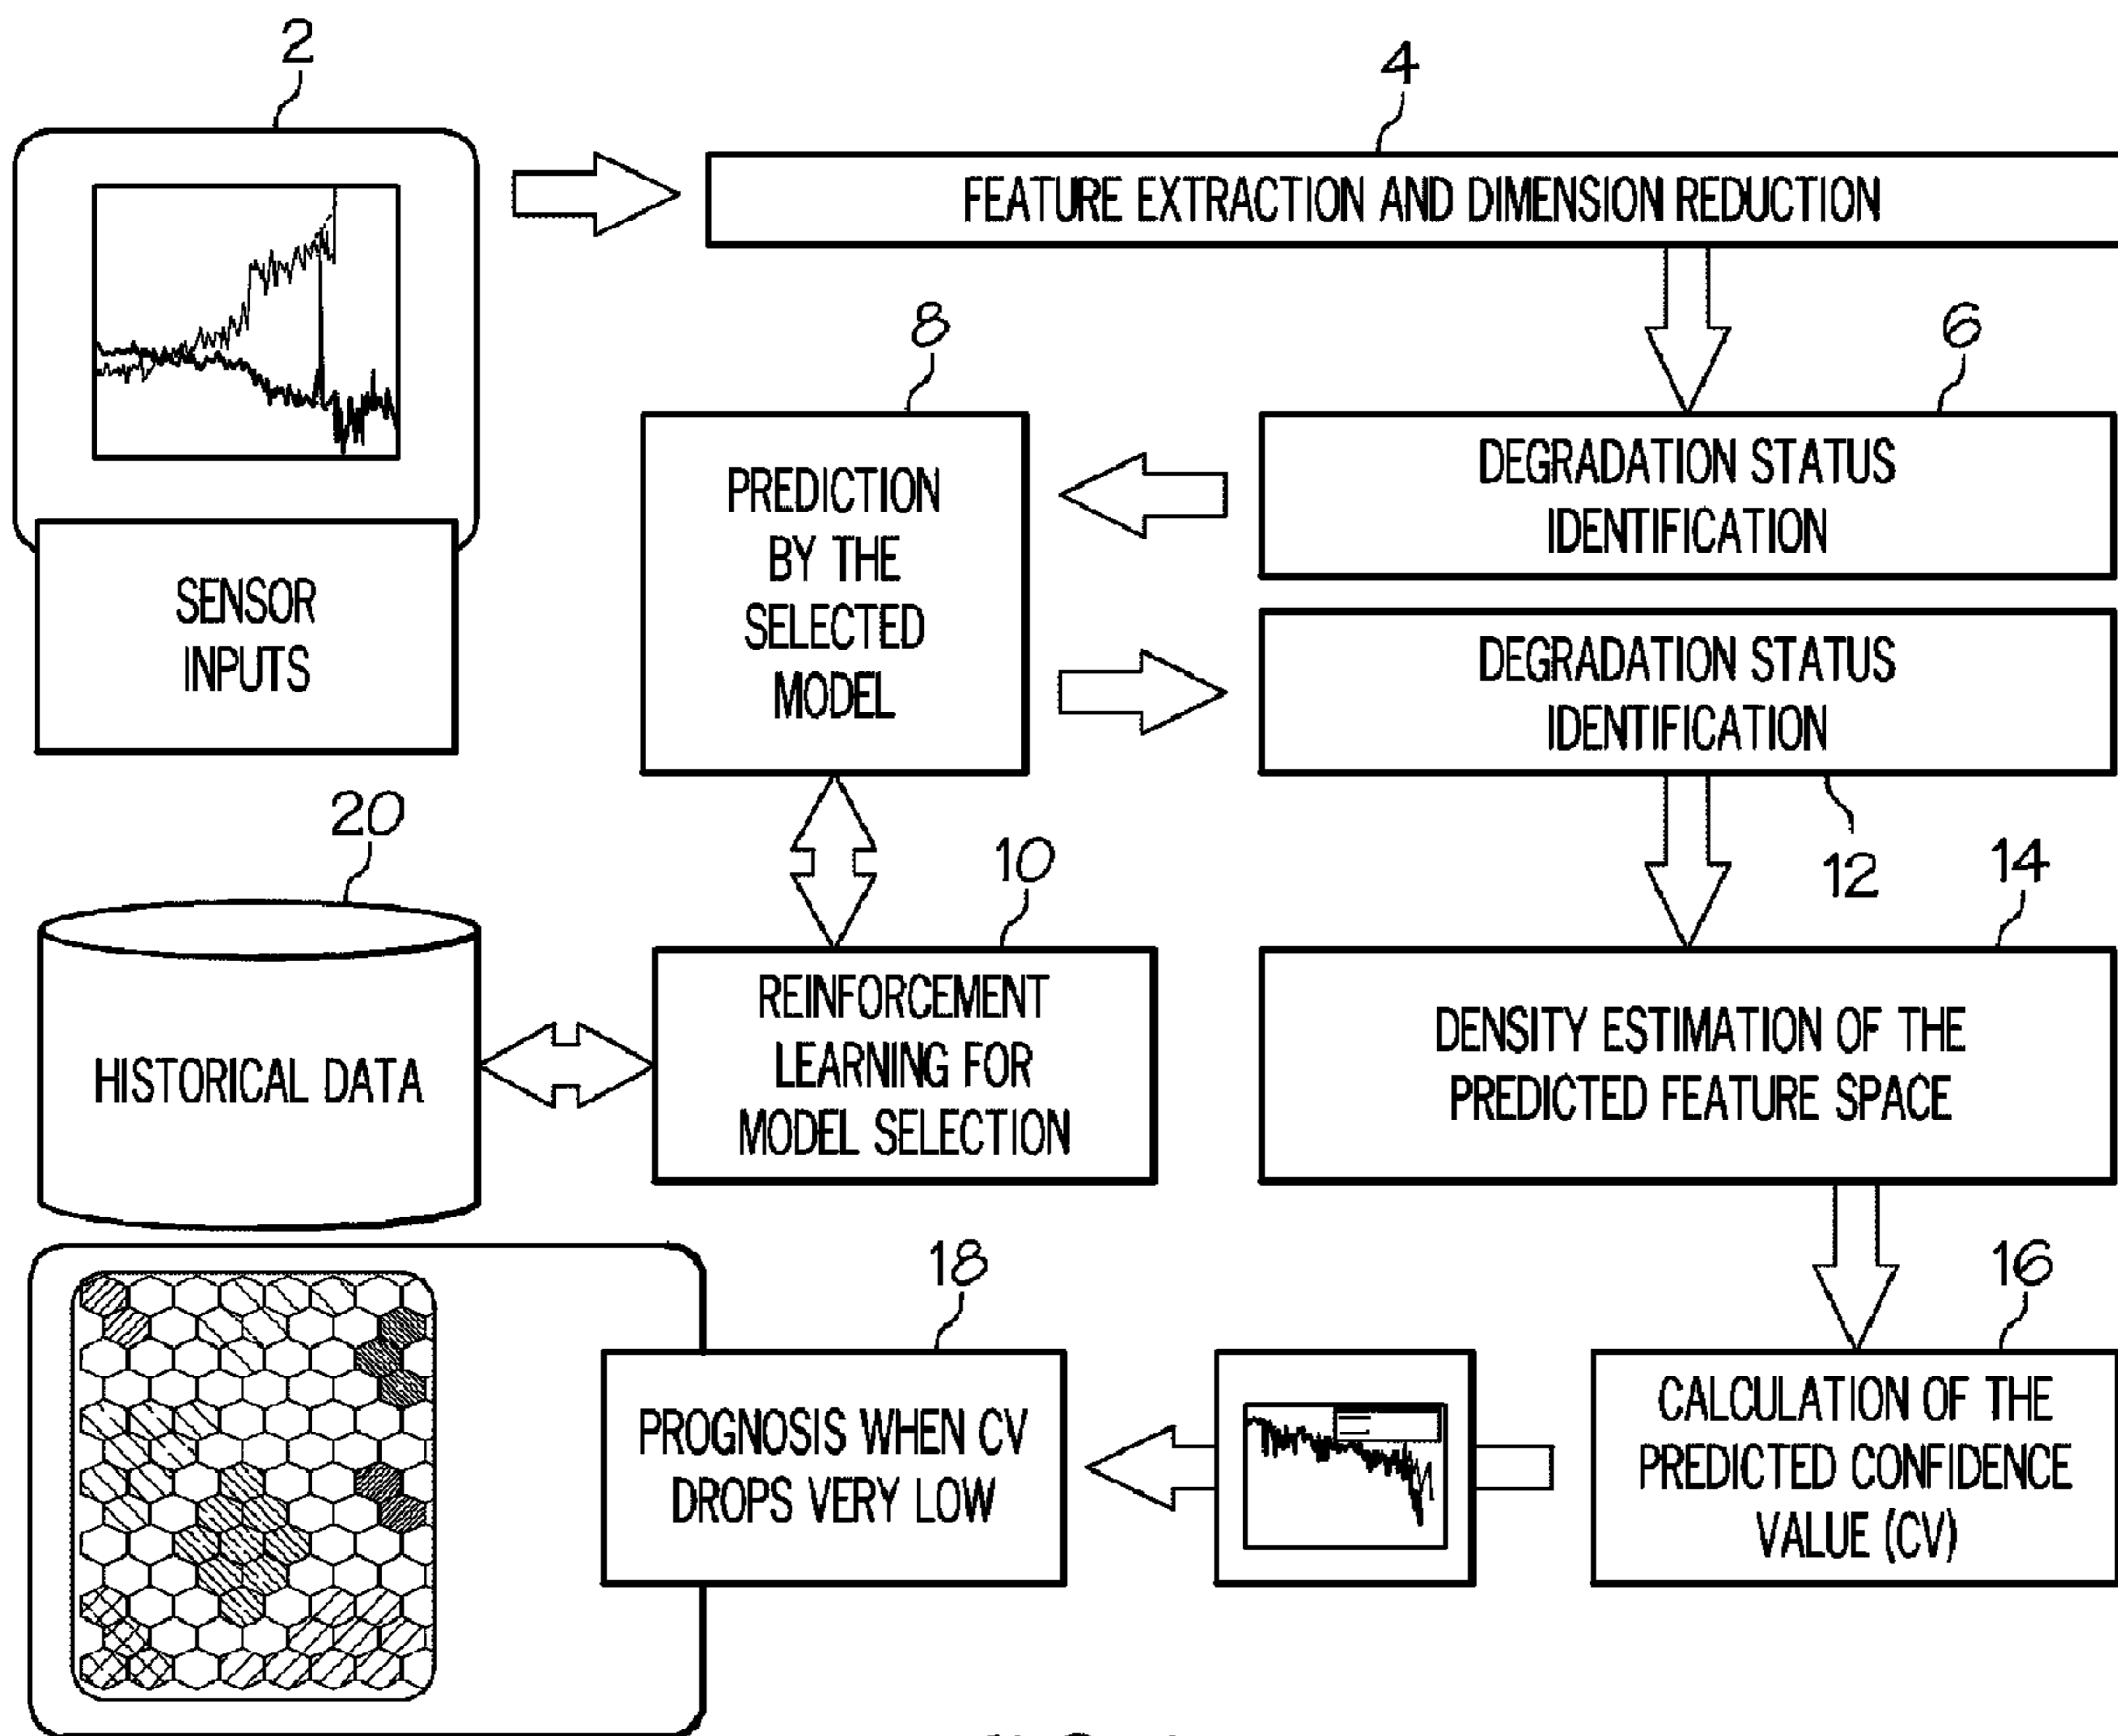 2
4
FEATURE EXTRACTION AND DIMENSION REDUCTION
SENSOR
INPUTS
8
PREDICTION
BY THE
SELECTED
MODEL
6
DEGRADATION STATUS
IDENTIFICATION
DEGRADATION STATUS
IDENTIFICATION
12
20
HISTORICAL DATA
10
REINFORCEMENT
LEARNING FOR
MODEL SELECTION
14
DENSITY ESTIMATION OF THE
PREDICTED FEATURE SPACE
18
PROGNOSIS WHEN CV
DROPS VERY LOW
16
CALCULATION OF THE
PREDICTED CONFIDENCE
VALUE (CV)